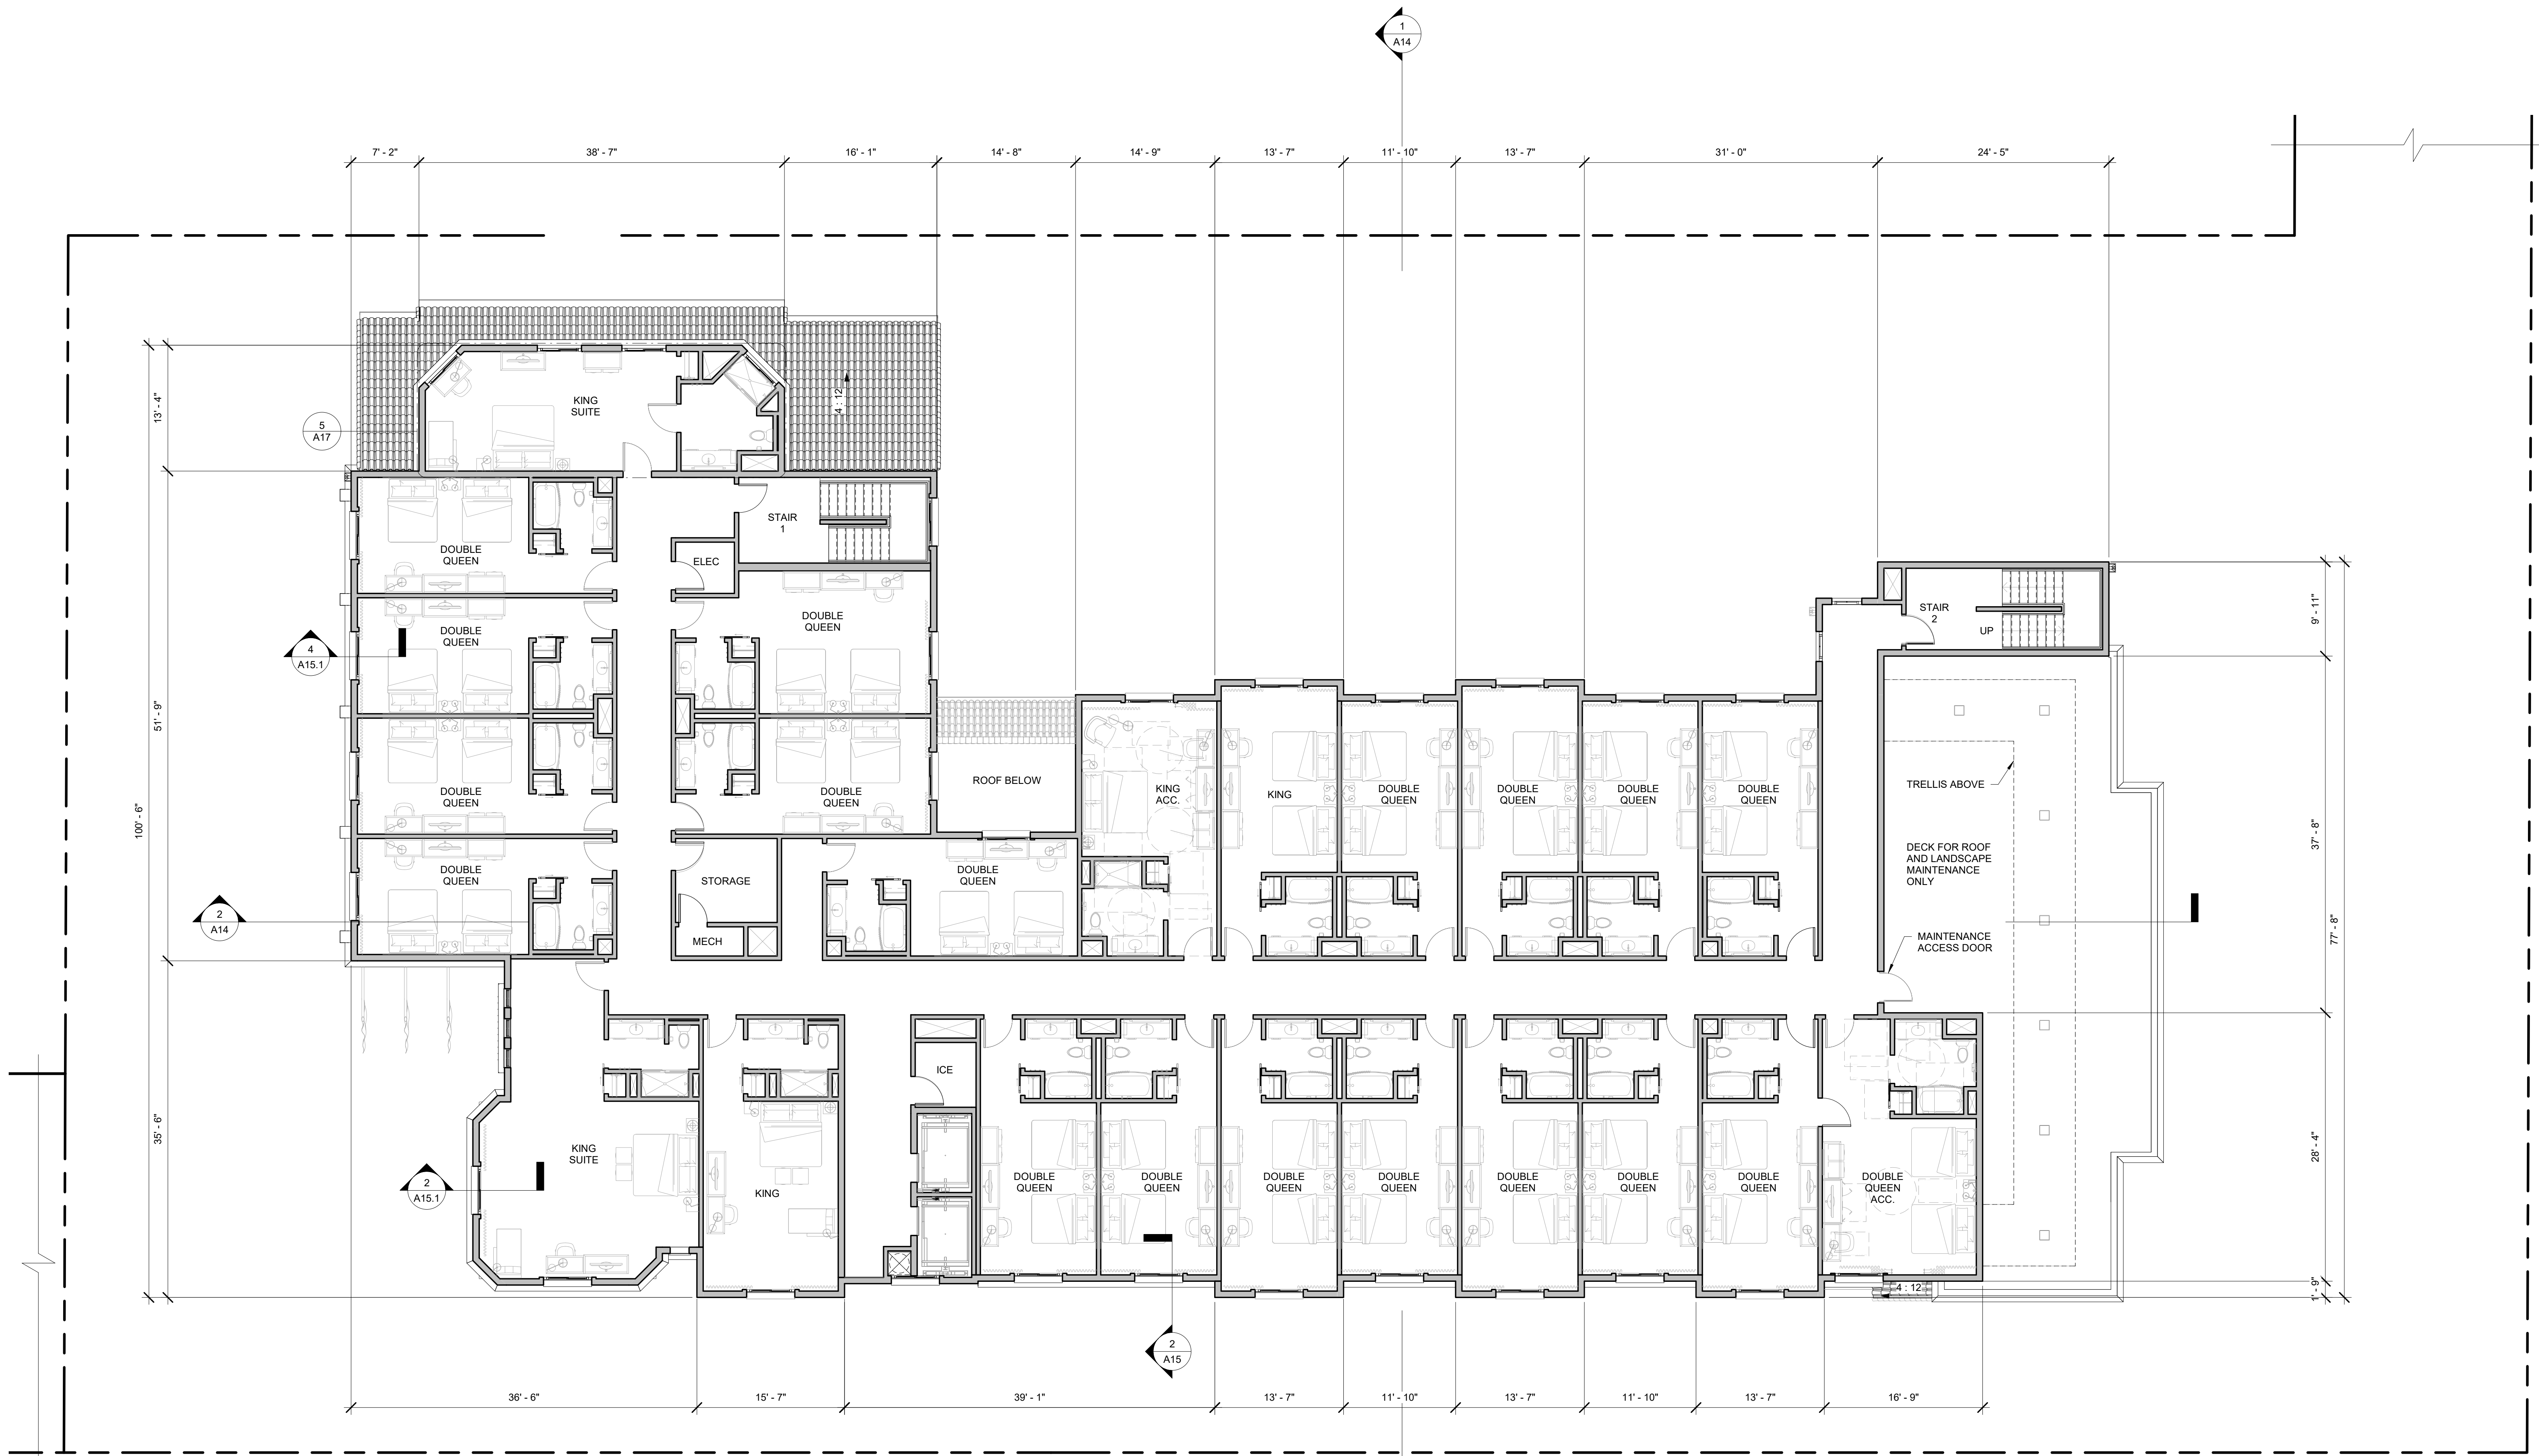 1
A14
7' - 2"
38' - 7"
16' - 1"
14' - 8"
14' - 9"
13' - 7"
11' - 10"
13' - 7"
31' - 0"
24' - 5"
13' - 4"
51' - 9"
100' - 6"
35' - 6"
5
A17
KING
SUITE
4 : 12
DOUBLE
QUEEN
STAIR
1
ELEC
DOUBLE
QUEEN
DOUBLE
QUEEN
4
A15.1
DOUBLE
QUEEN
DOUBLE
QUEEN
ROOF BELOW
DOUBLE
QUEEN
STORAGE
MECH
DOUBLE
QUEEN
2
A14
KING
ACC.
KING
DOUBLE
QUEEN
DOUBLE
QUEEN
DOUBLE
QUEEN
DOUBLE
QUEEN
STAIR
2
UP
TRELLIS ABOVE
DECK FOR ROOF
AND LANDSCAPE
MAINTENANCE
ONLY
MAINTENANCE
ACCESS DOOR
9' - 11"
37' - 8"
77' - 8"
28' - 4"
1' - 9"
ICE
KING
SUITE
2
A15.1
KING
DOUBLE
QUEEN
DOUBLE
QUEEN
DOUBLE
QUEEN
DOUBLE
QUEEN
DOUBLE
QUEEN
DOUBLE
QUEEN
DOUBLE
QUEEN
DOUBLE
QUEEN
ACC.
4 : 12
2
A15
36' - 6"
15' - 7"
39' - 1"
13' - 7"
11' - 10"
13' - 7"
11' - 10"
13' - 7"
16' - 9"